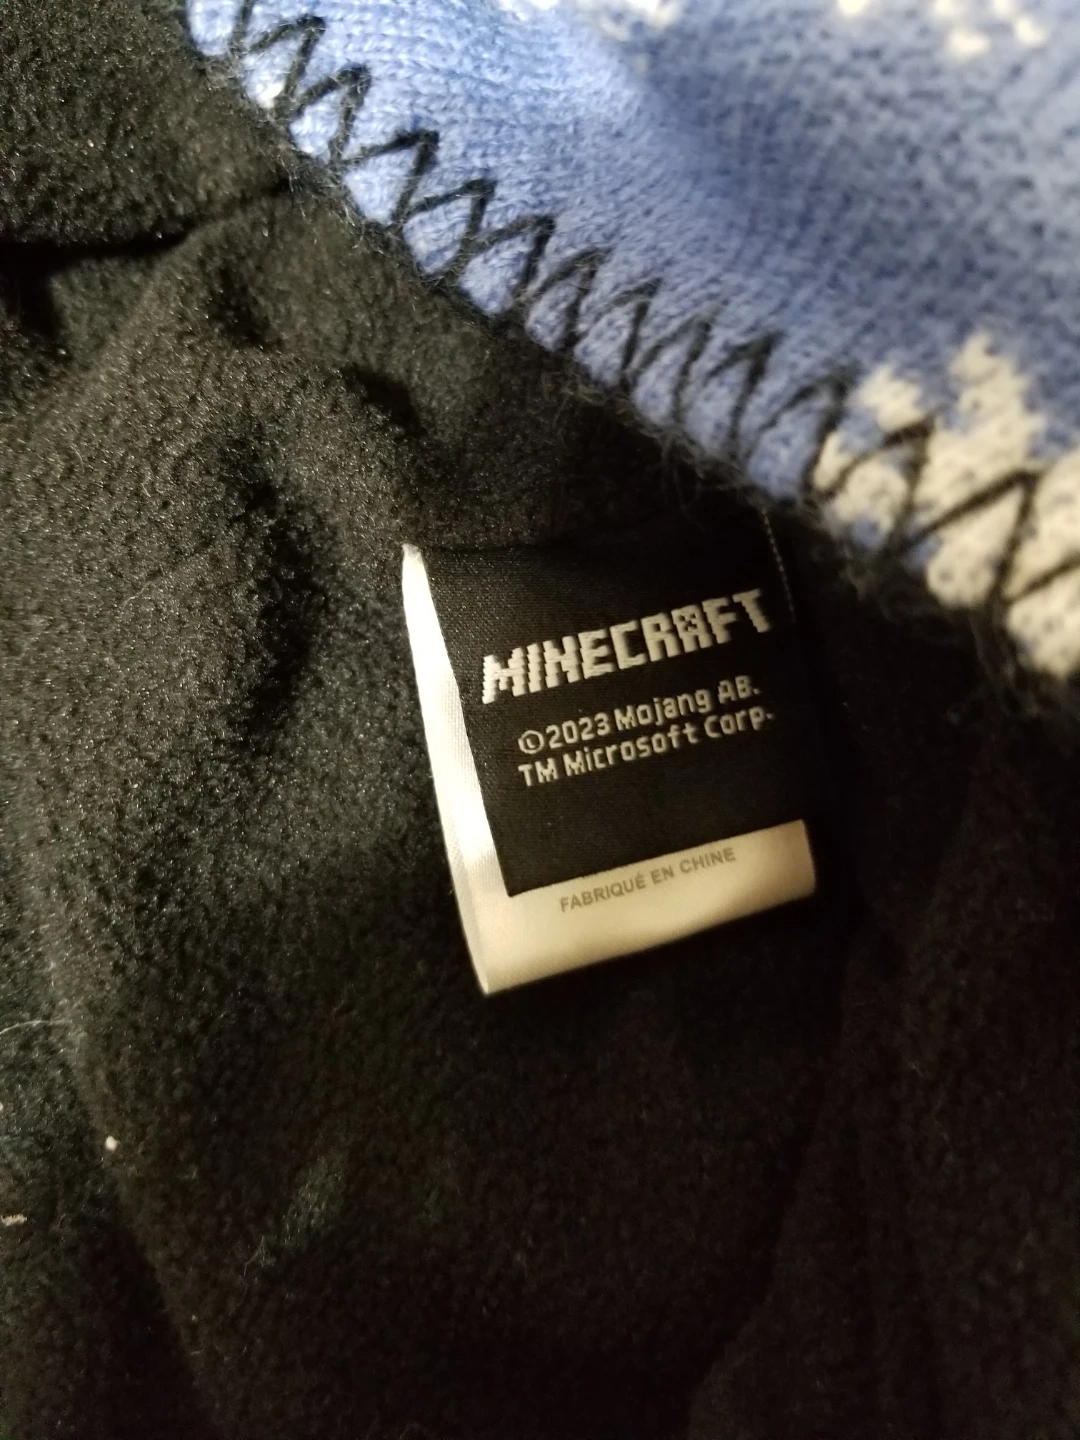 MINECRAFT
©2023 Mojang AB.
TM Microsoft Corp.
FABRIQUÉ EN CHINE